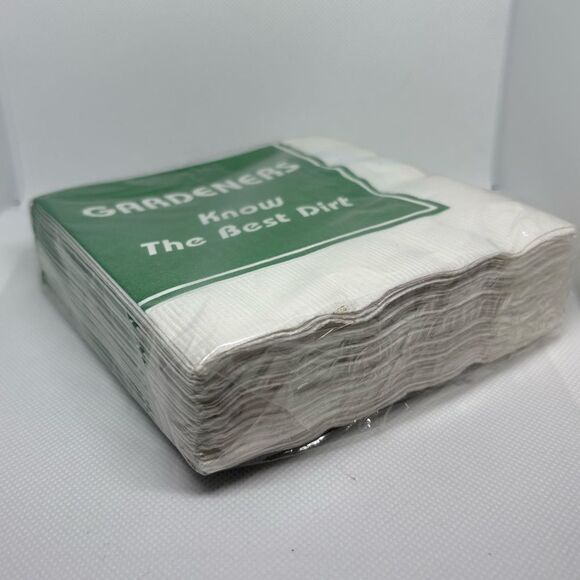 GARDENERS
Know
The Best Dirt